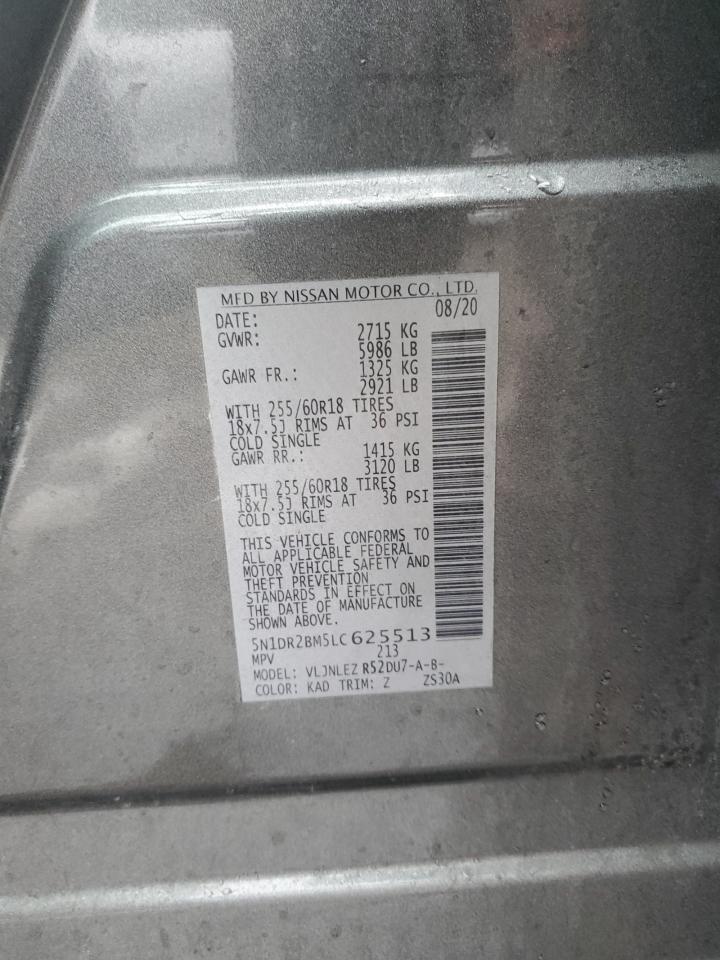 MFD BY NISSAN MOTOR CO., LTD.
DATE: 08/20
GVWR: 2715 KG
5986 LB
GAWR FR.: 1325 KG
2921 LB
WITH 255/60R18 TIRES
18x7.5J RIMS AT 36 PSI
COLD SINGLE
GAWR RR.: 1415 KG
3120 LB
WITH 255/60R18 TIRES
18x7.5J RIMS AT 36 PSI
COLD SINGLE
THIS VEHICLE CONFORMS TO
ALL APPLICABLE FEDERAL
MOTOR VEHICLE SAFETY AND
THEFT PREVENTION
STANDARDS IN EFFECT ON
THE DATE OF MANUFACTURE
SHOWN ABOVE.
5N1DR2BM5LC625513
MPV 213
MODEL: VLJNLEZ R52DU7-A-B-
COLOR: KAD TRIM: Z ZS30A